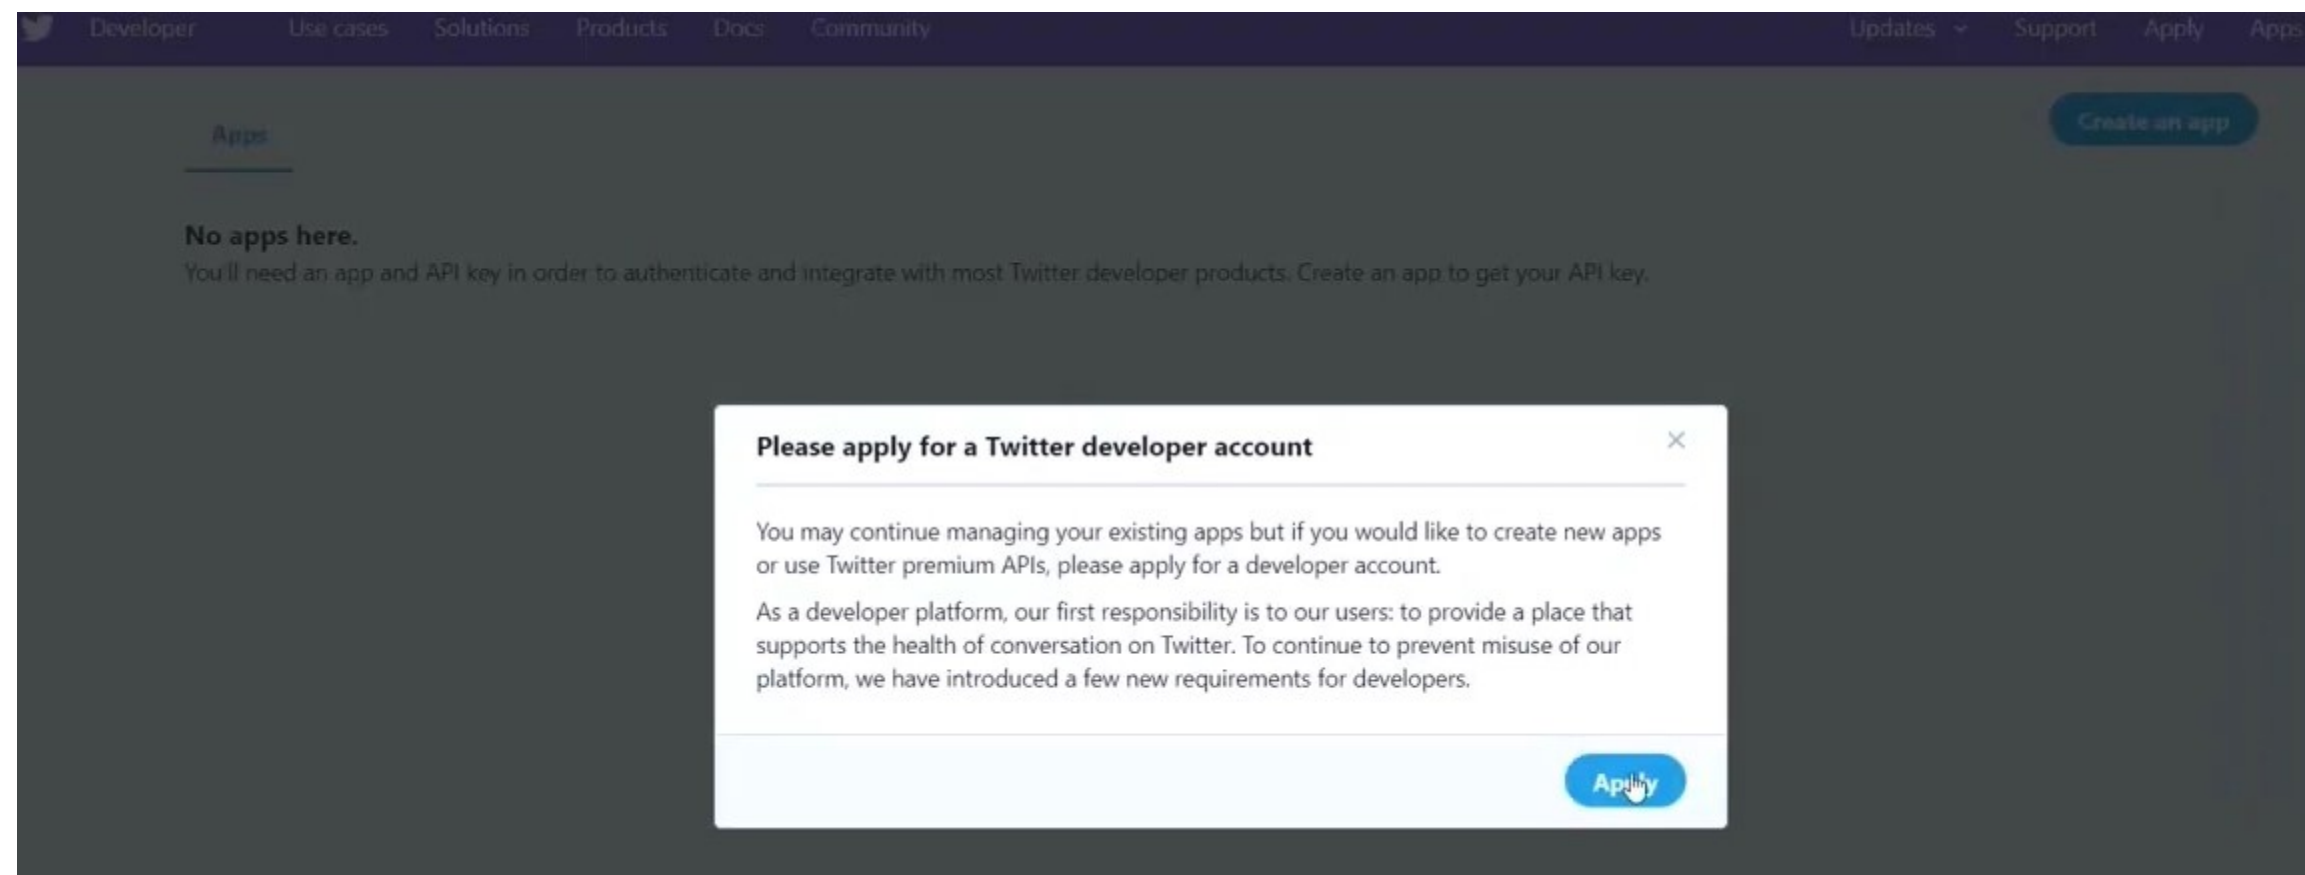 Developer Use cases Solutions Products Docs Community Updates Support Apply Apps
Apps
Create an app
No apps here.
You'll need an app and API key in order to authenticate and integrate with most Twitter developer products. Create an app to get your API key.
Please apply for a Twitter developer account
You may continue managing your existing apps but if you would like to create new apps
or use Twitter premium APIs, please apply for a developer account.
As a developer platform, our first responsibility is to our users: to provide a place that
supports the health of conversation on Twitter. To continue to prevent misuse of our
platform, we have introduced a few new requirements for developers.
Apply